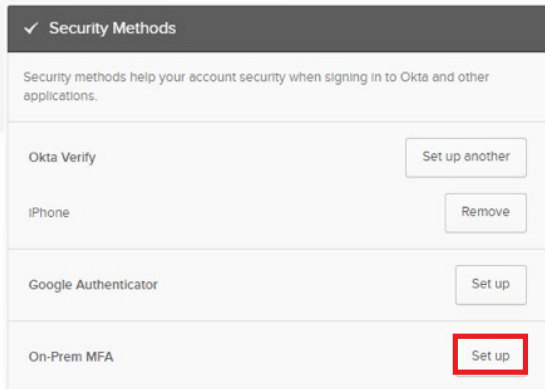 ✓ Security Methods
Security methods help your account security when signing in to Okta and other
applications.
Okta Verify Set up another
iPhone Remove
Google Authenticator Set up
On-Prem MFA Set up